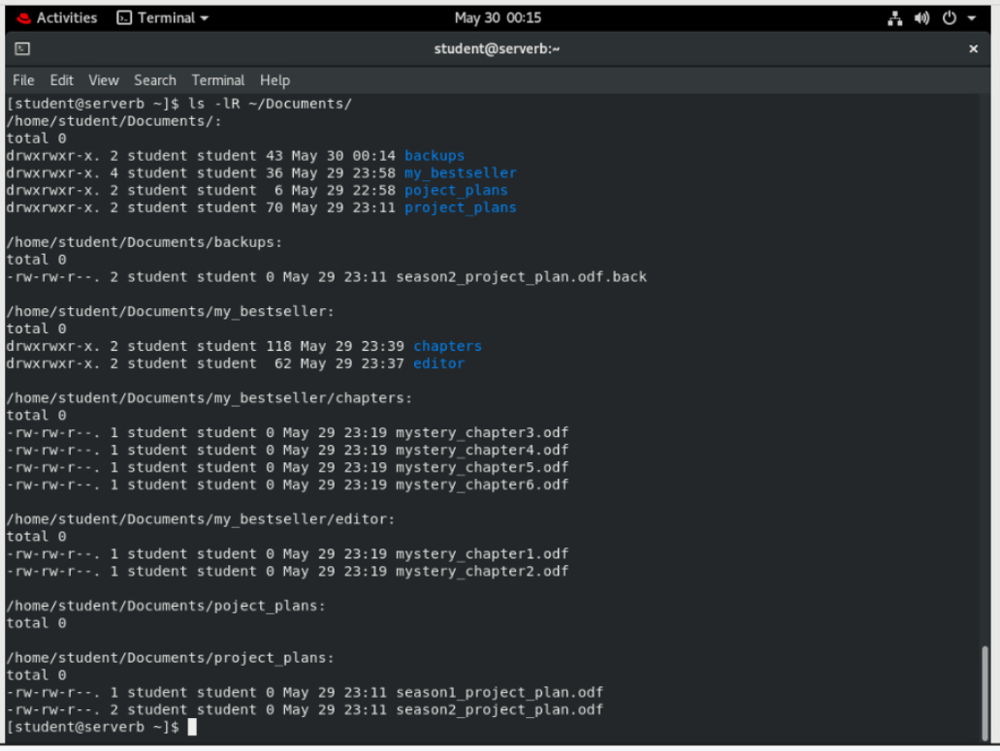 Activities Terminal May 30 00:15
student@serverb:~
File Edit View Search Terminal Help
[student@serverb ~]$ ls -lR ~/Documents/
/home/student/Documents/:
total 0
drwxrwxr-x. 2 student student 43 May 30 00:14 backups
drwxrwxr-x. 4 student student 36 May 29 23:58 my_bestseller
drwxrwxr-x. 2 student student  6 May 29 22:58 poject_plans
drwxrwxr-x. 2 student student 70 May 29 23:11 project_plans

/home/student/Documents/backups:
total 0
-rw-rw-r--. 2 student student 0 May 29 23:11 season2_project_plan.odf.back

/home/student/Documents/my_bestseller:
total 0
drwxrwxr-x. 2 student student 118 May 29 23:39 chapters
drwxrwxr-x. 2 student student  62 May 29 23:37 editor

/home/student/Documents/my_bestseller/chapters:
total 0
-rw-rw-r--. 1 student student 0 May 29 23:19 mystery_chapter3.odf
-rw-rw-r--. 1 student student 0 May 29 23:19 mystery_chapter4.odf
-rw-rw-r--. 1 student student 0 May 29 23:19 mystery_chapter5.odf
-rw-rw-r--. 1 student student 0 May 29 23:19 mystery_chapter6.odf

/home/student/Documents/my_bestseller/editor:
total 0
-rw-rw-r--. 1 student student 0 May 29 23:19 mystery_chapter1.odf
-rw-rw-r--. 1 student student 0 May 29 23:19 mystery_chapter2.odf

/home/student/Documents/poject_plans:
total 0

/home/student/Documents/project_plans:
total 0
-rw-rw-r--. 1 student student 0 May 29 23:11 season1_project_plan.odf
-rw-rw-r--. 2 student student 0 May 29 23:11 season2_project_plan.odf
[student@serverb ~]$